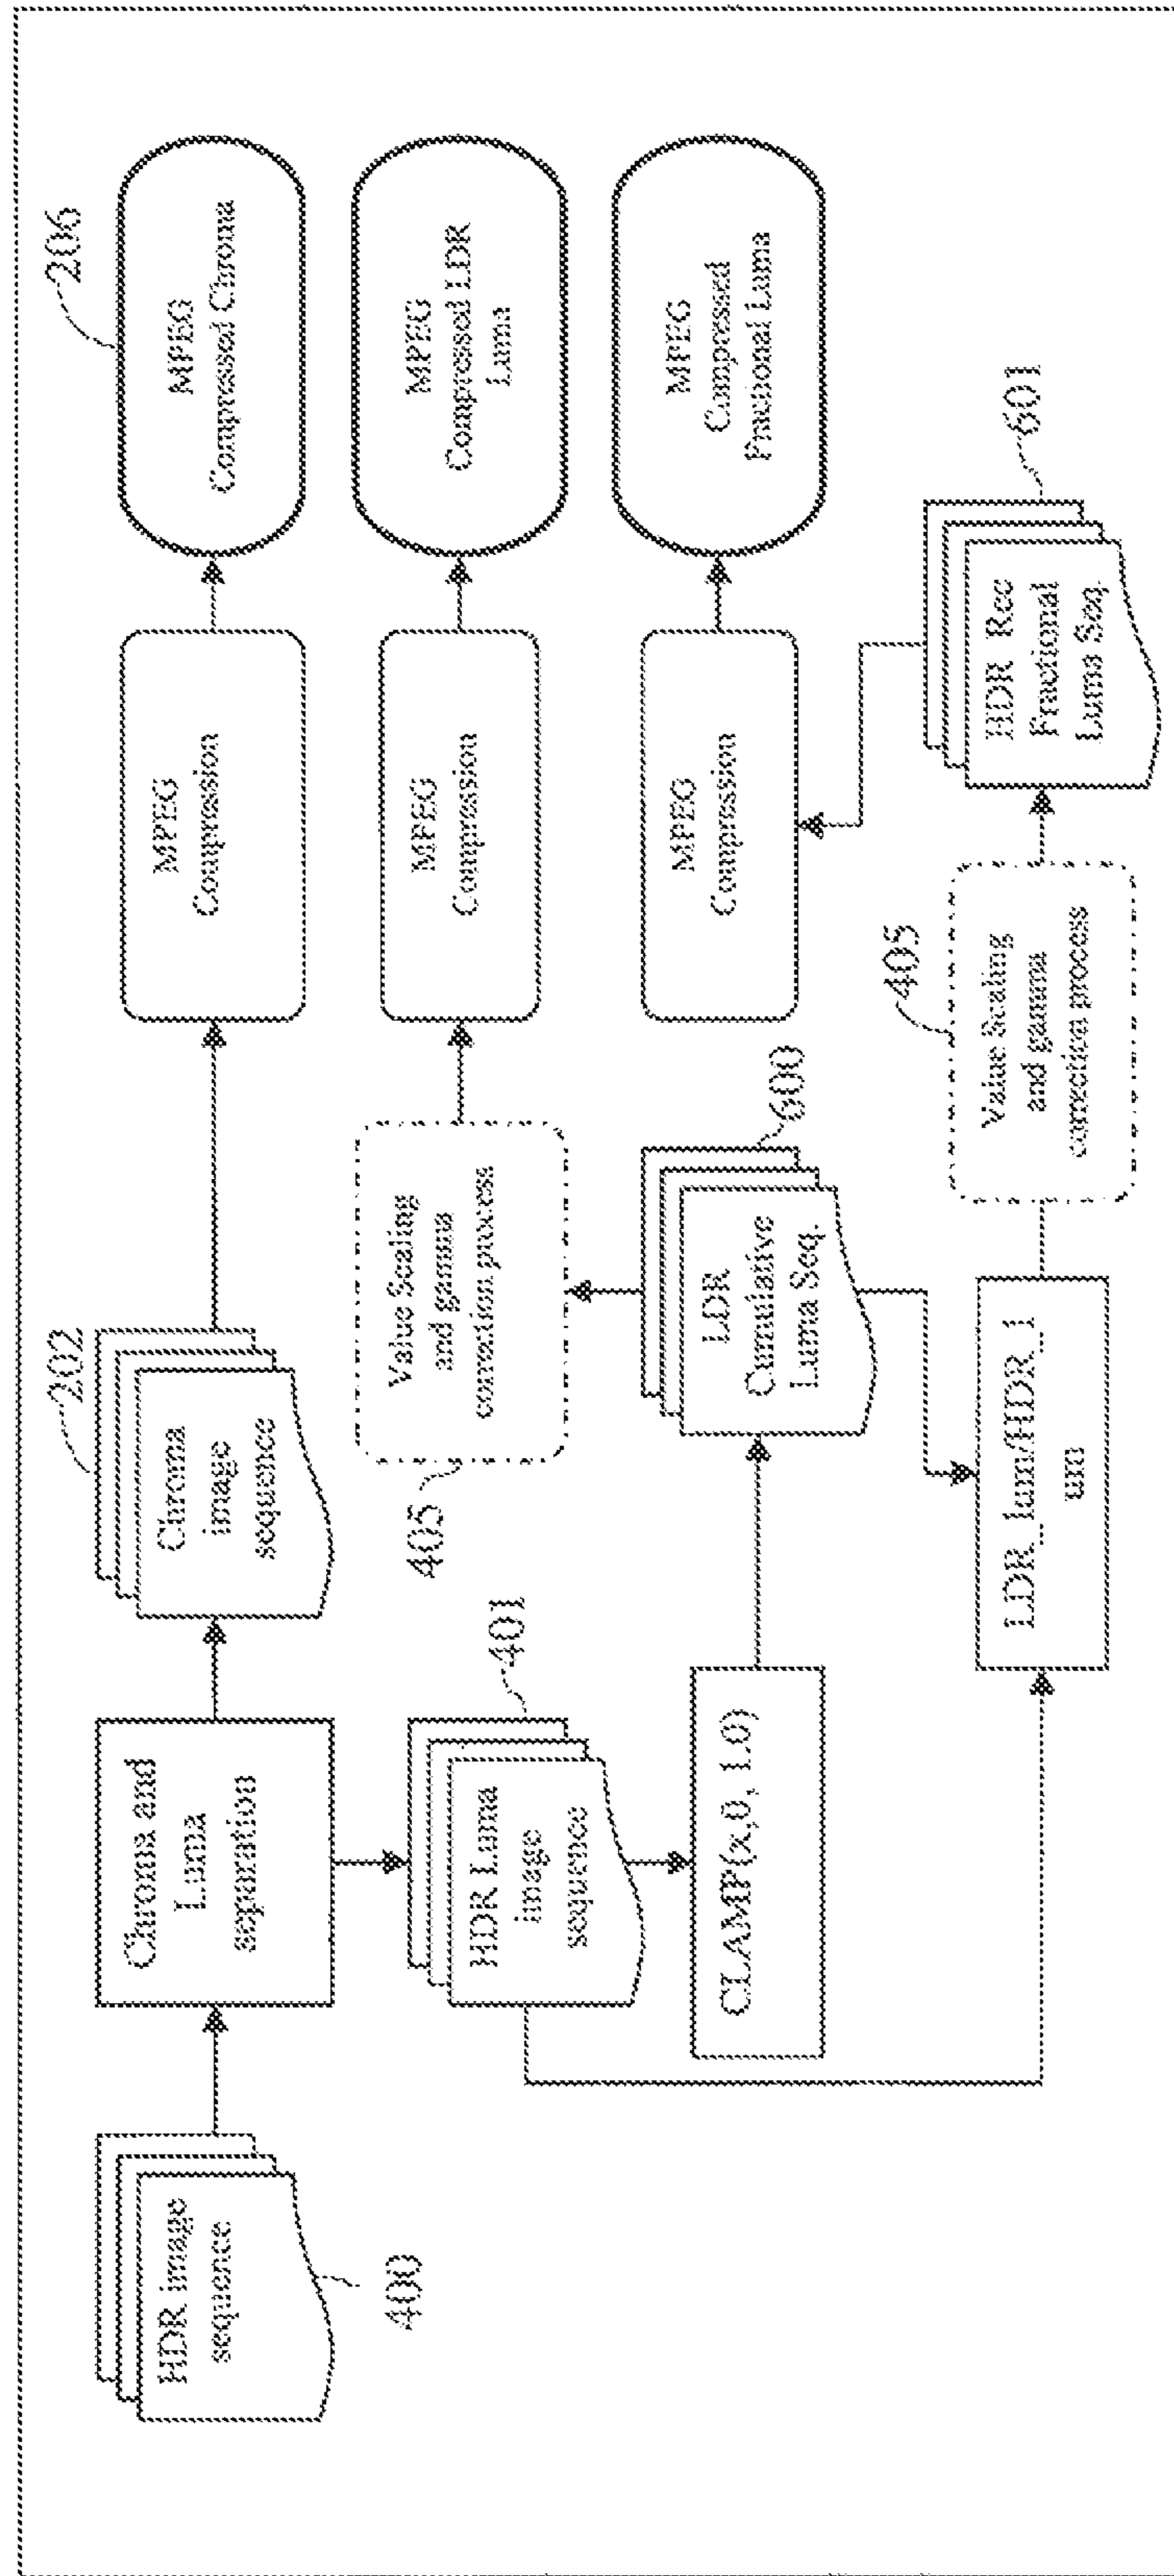 HDR image
sequence
400
Chroma and
Luma
separation
Chroma
image
sequence
202
MPEG
Compression
MPEG
Compressed Chroma
206
HDR Luma
image
sequence
401
Value Scaling
and gamma
correction process
405
MPEG
Compression
MPEG
Compressed LDR
Luma
CLAMP(x,0, 1.0)
LDR
Cumulative
Luma Seq.
600
MPEG
Compression
MPEG
Compressed
Fractional Luma
LDR_lum/HDR_l
um
Value Scaling
and gamma
correction process
405
HDR Rec
Fractional
Luma Seq.
601